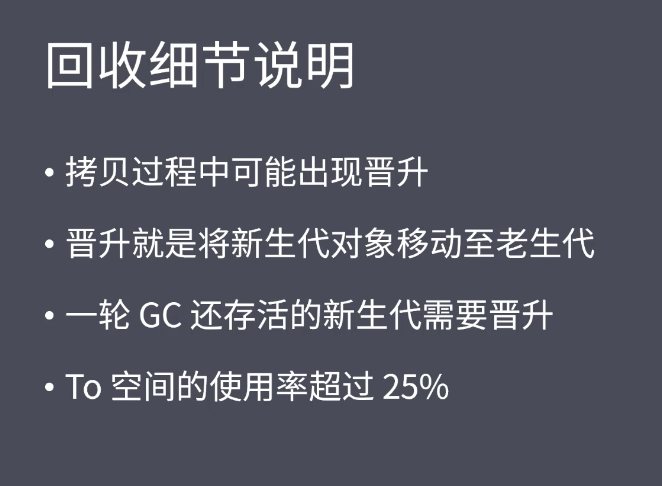 回收细节说明
• 拷贝过程中可能出现晋升
• 晋升就是将新生代对象移动至老生代
• 一轮 GC 还存活的新生代需要晋升
• To 空间的使用率超过 25%